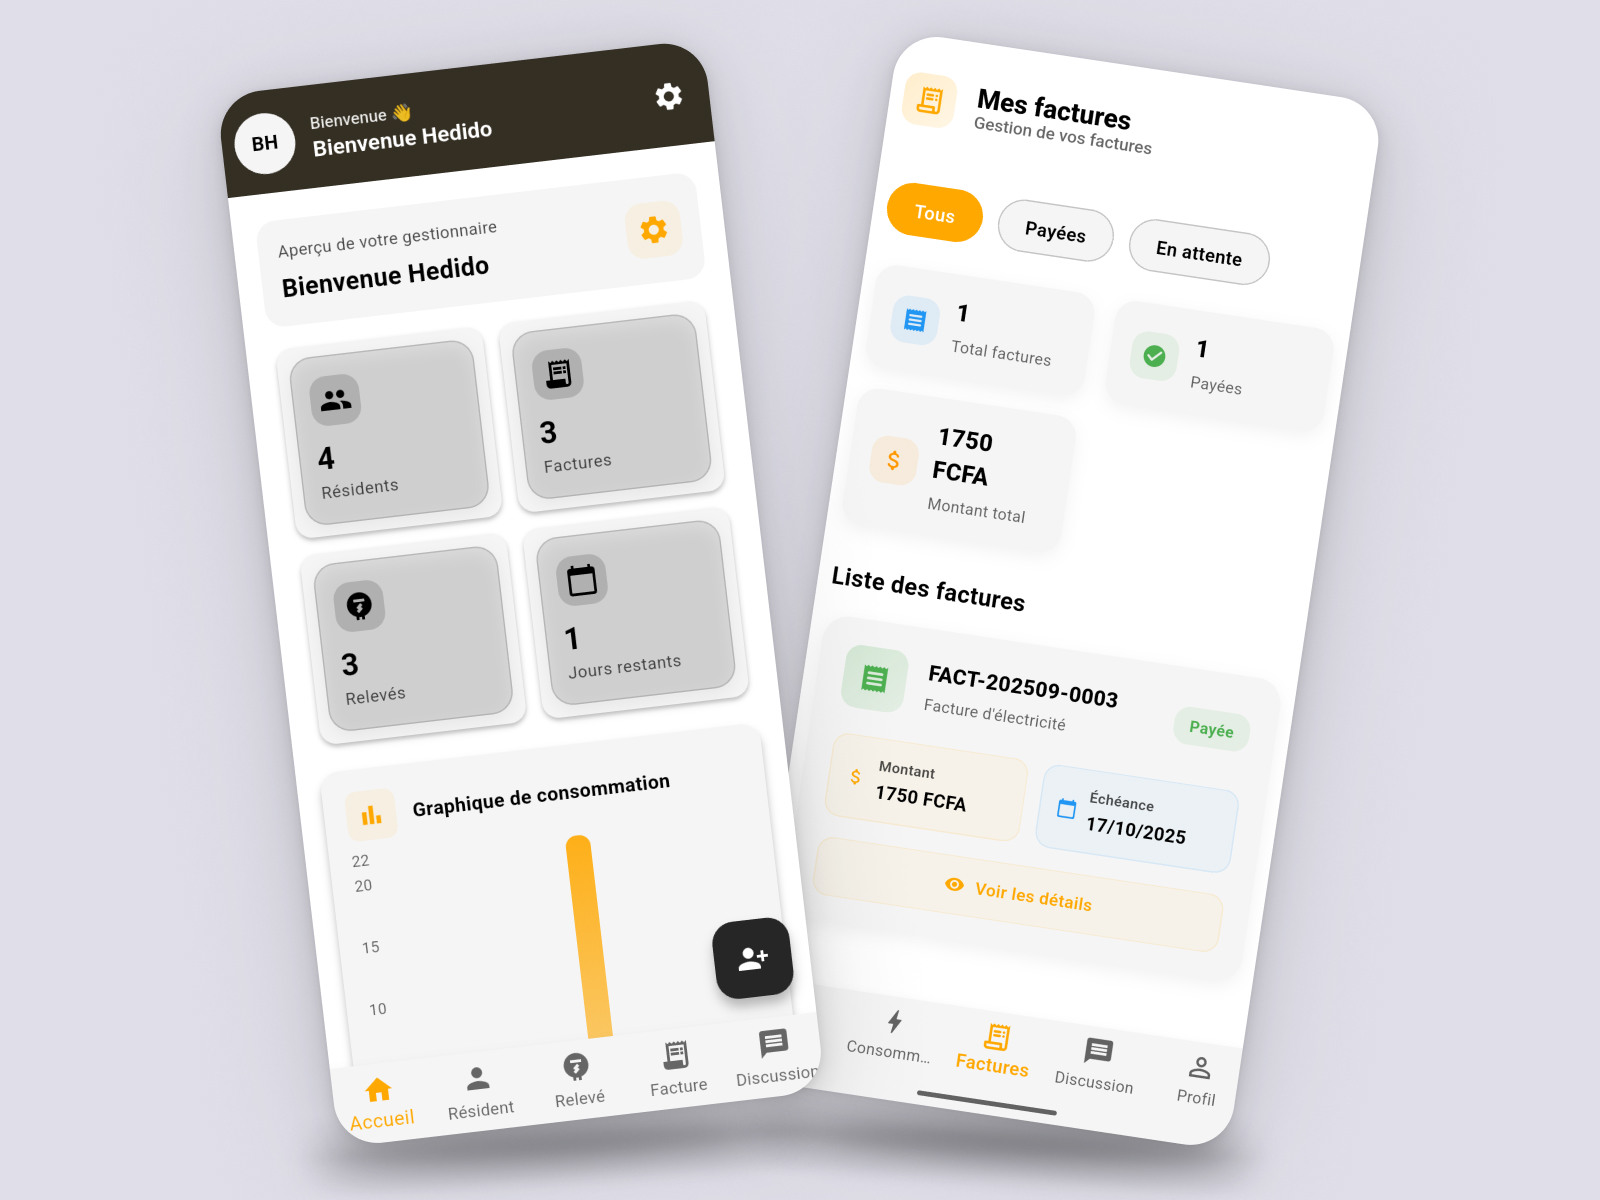 BH
Bienvenue 👋
Bienvenue Hedido
Aperçu de votre gestionnaire
Bienvenue Hedido
4
Résidents
3
Factures
3
Relevés
1
Jours restants
Graphique de consommation
22
20
15
10
Accueil
Résident
Relevé
Facture
Discussion
Mes factures
Gestion de vos factures
Tous
Payées
En attente
1
Total factures
1
Payées
1750
FCFA
Montant total
Liste des factures
FACT-202509-0003
Facture d'électricité
Payée
Montant
1750 FCFA
Échéance
17/10/2025
Voir les détails
Consomm...
Factures
Discussion
Profil